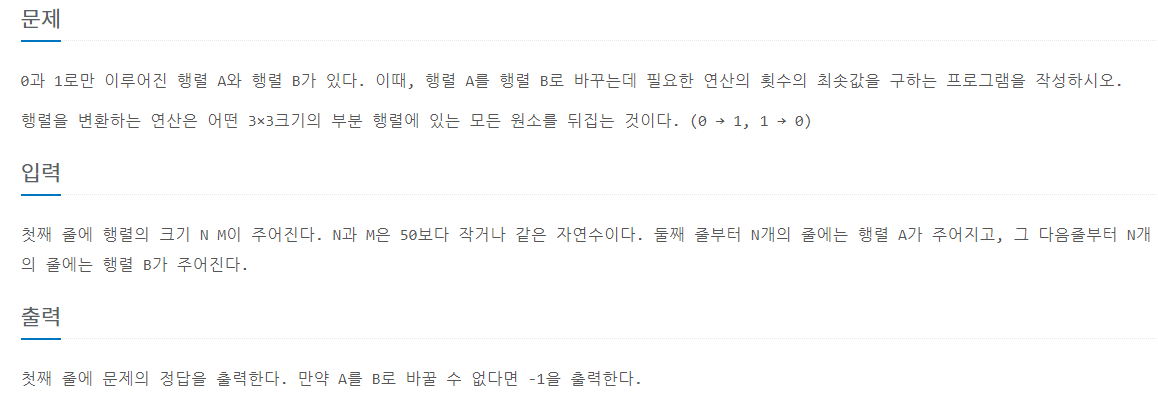 문제
0과 1로만 이루어진 행렬 A와 행렬 B가 있다. 이때, 행렬 A를 행렬 B로 바꾸는데 필요한 연산의 횟수의 최솟값을 구하는 프로그램을 작성하시오.
행렬을 변환하는 연산은 어떤 3×3크기의 부분 행렬에 있는 모든 원소를 뒤집는 것이다. (0 → 1, 1 → 0)
입력
첫째 줄에 행렬의 크기 N M이 주어진다. N과 M은 50보다 작거나 같은 자연수이다. 둘째 줄부터 N개의 줄에는 행렬 A가 주어지고, 그 다음줄부터 N개
의 줄에는 행렬 B가 주어진다.
출력
첫째 줄에 문제의 정답을 출력한다. 만약 A를 B로 바꿀 수 없다면 -1을 출력한다.